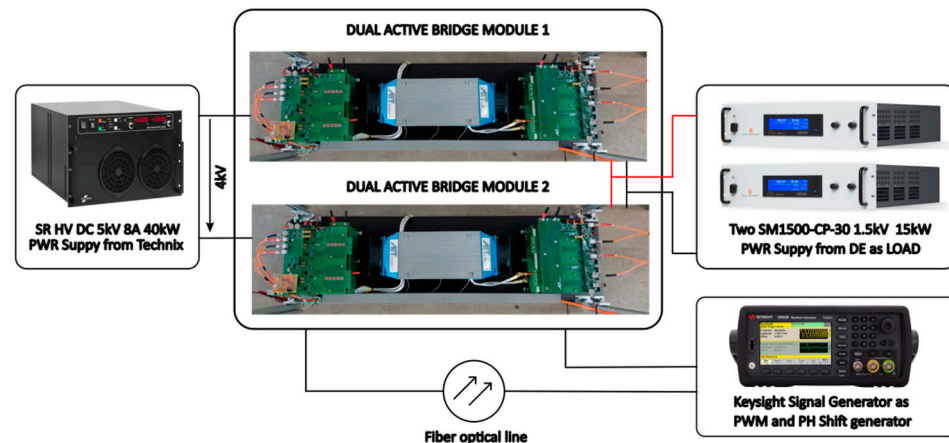 DUAL ACTIVE BRIDGE MODULE 1
4kV
DUAL ACTIVE BRIDGE MODULE 2
SR HV DC 5kV 8A 40kW
PWR Suppy from Technix
Two SM1500-CP-30 1.5kV 15kW
PWR Suppy from DE as LOAD
KEYSIGHT
Keysight Signal Generator as
PWM and PH Shift generator
Fiber optical line